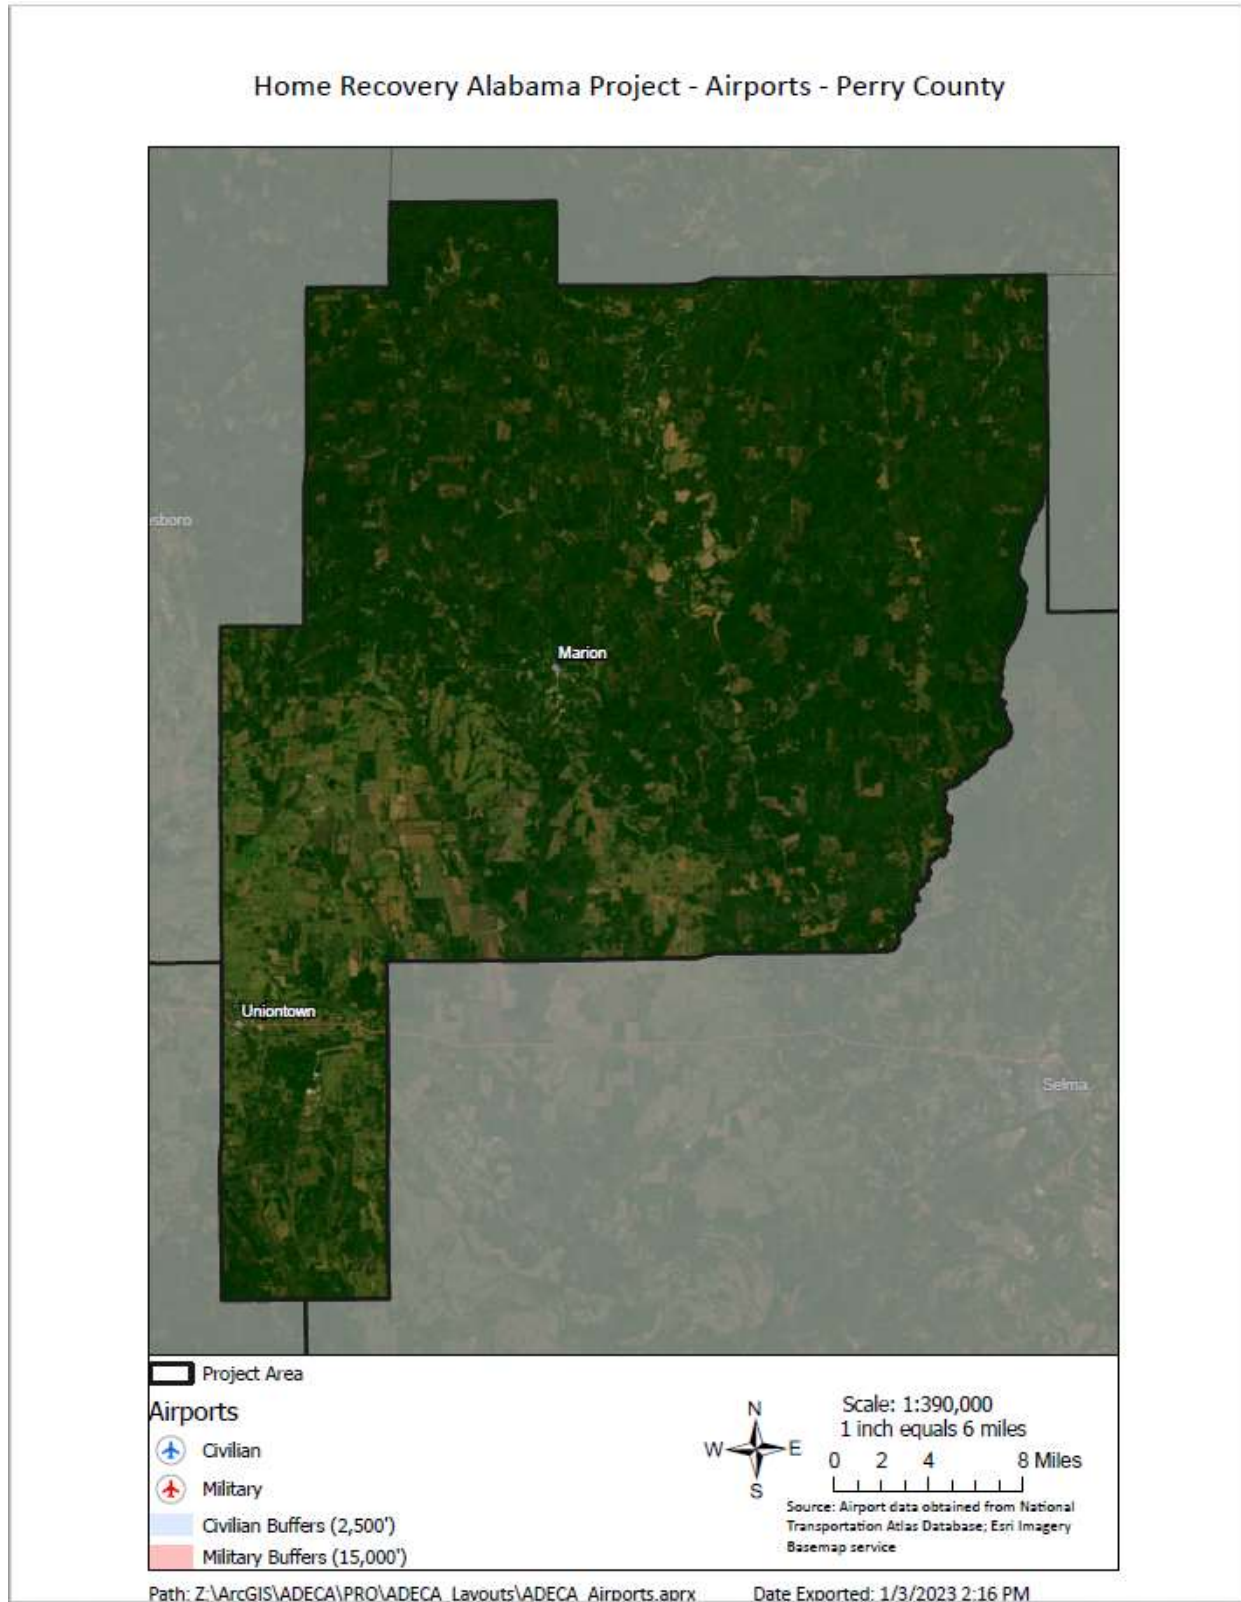 Home Recovery Alabama Project - Airports - Perry County
sboro
Marion
Uniontown
Selma
Project Area
Airports
Civilian
Military
Civilian Buffers (2,500')
Military Buffers (15,000')
N
W E
S
Scale: 1:390,000
1 inch equals 6 miles
0 2 4 8 Miles
Source: Airport data obtained from National
Transportation Atlas Database; Esri Imagery
Basemap service
Path: Z:\ArcGIS\ADECA\PRO\ADECA_Layouts\ADECA_Airports.aprx Date Exported: 1/3/2023 2:16 PM